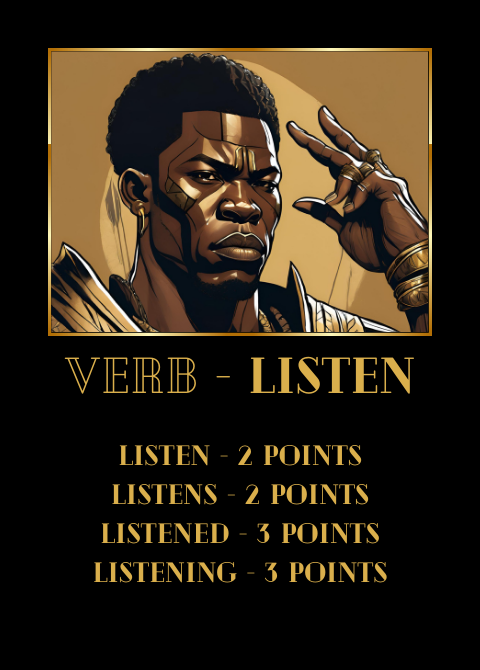 VERB - LISTEN
LISTEN - 2 POINTS
LISTENS - 2 POINTS
LISTENED - 3 POINTS
LISTENING - 3 POINTS